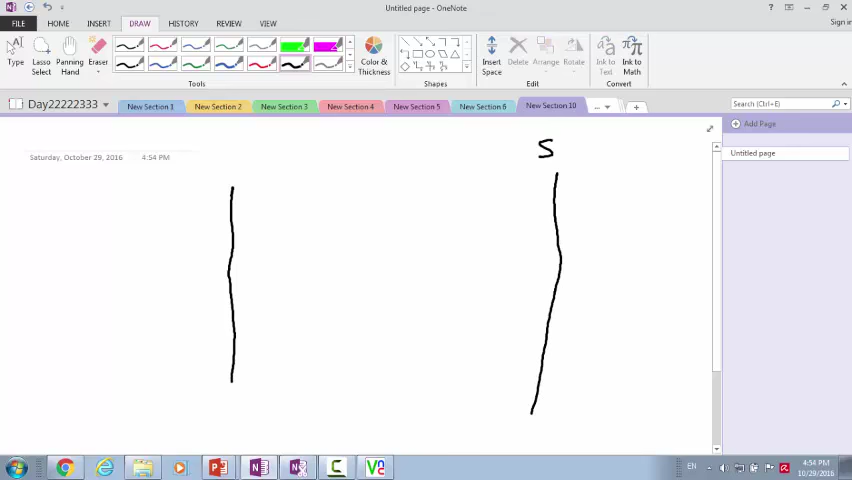 Untitled page - OneNote
FILE HOME INSERT DRAW HISTORY REVIEW VIEW
Sign in
Type
Lasso Select
Panning Hand
Eraser
Color & Thickness
Insert Space
Delete
Arrange
Rotate
Ink to Text
Ink to Math
Tools
Shapes
Edit
Convert
Day22222333
New Section 1 New Section 2 New Section 3 New Section 4 New Section 5 New Section 6 New Section 10
Search (Ctrl+E)
Add Page
Untitled page
Saturday, October 29, 2016 4:54 PM
S
EN
4:54 PM
10/29/2016